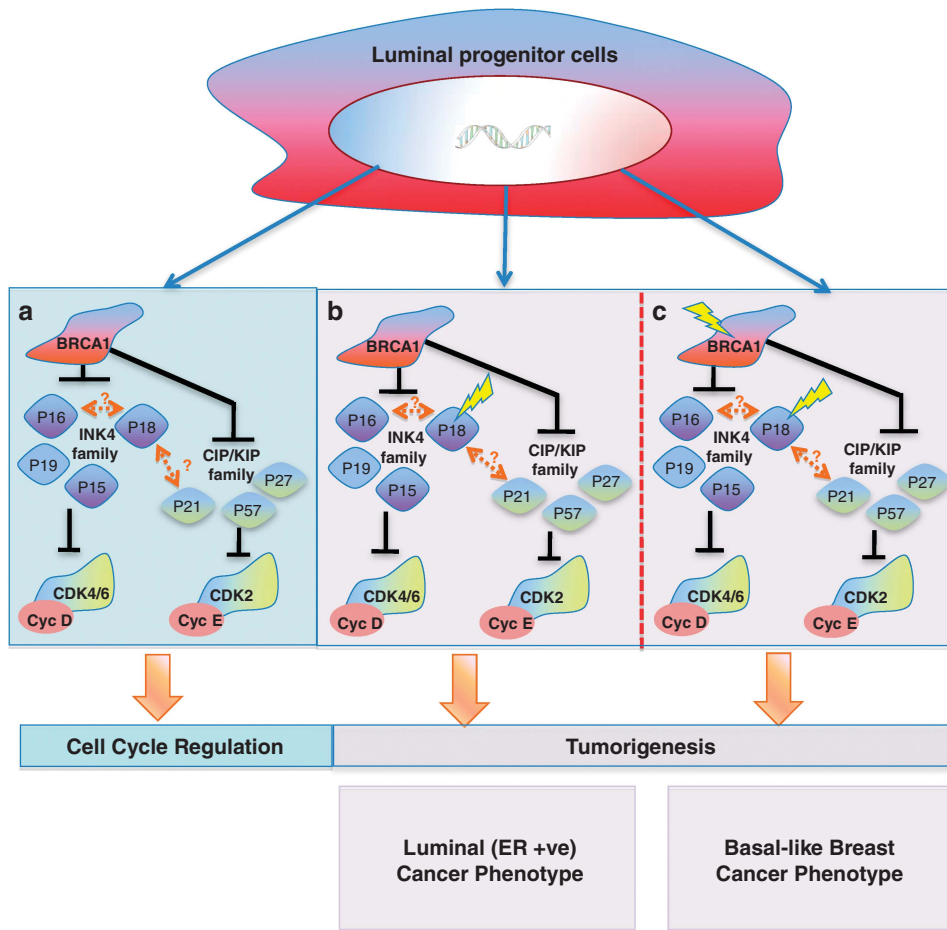 Luminal progenitor cells
a
BRCA1
P16
?
P18
INK4
family
P19
P15
?
CIP/KIP
family
P27
P21
P57
CDK4/6
Cyc D
CDK2
Cyc E
b
BRCA1
P16
?
P18
INK4
family
P19
P15
?
CIP/KIP
family
P27
P21
P57
CDK4/6
Cyc D
CDK2
Cyc E
c
BRCA1
P16
?
P18
INK4
family
P19
P15
?
CIP/KIP
family
P27
P21
P57
CDK4/6
Cyc D
CDK2
Cyc E
Cell Cycle Regulation
Tumorigenesis
Luminal (ER +ve)
Cancer Phenotype
Basal-like Breast
Cancer Phenotype